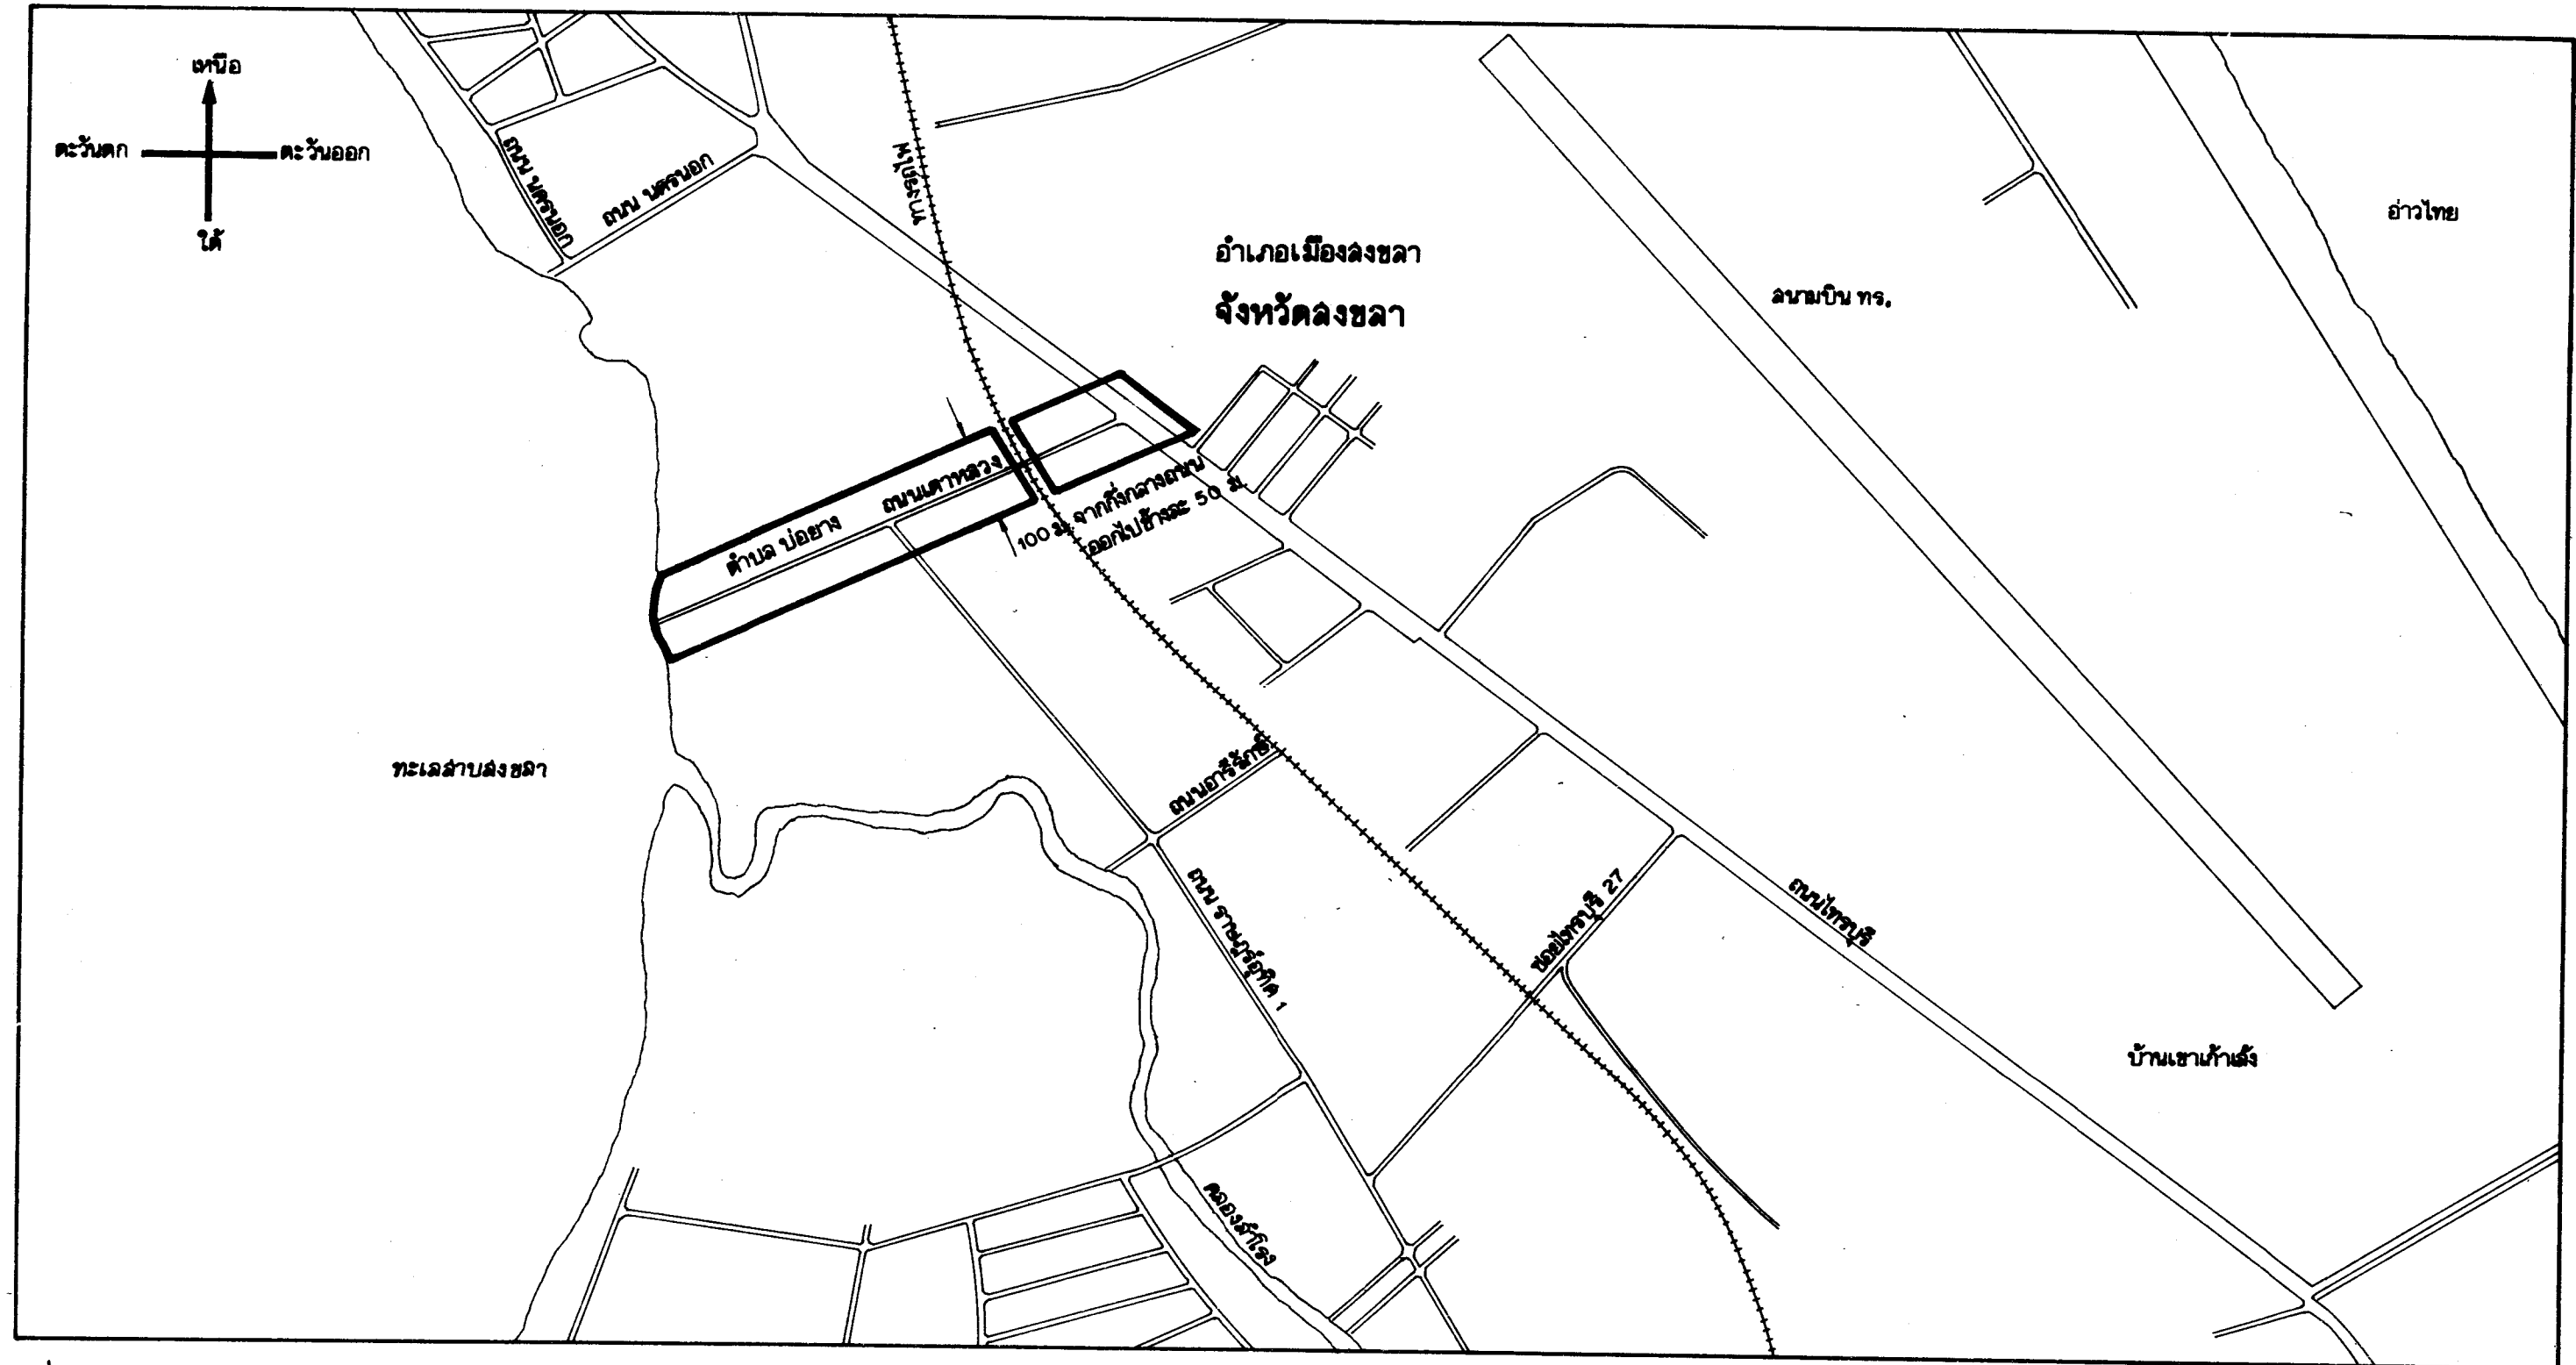 เหนือ
ตะวันตก
ตะวันออก
ใต้
ถนน นครนอก
ถนน นครนอก
ทางรถไฟ
อำเภอเมืองสงขลา
จังหวัดสงขลา
สนามบิน ทร.
อ่าวไทย
ถนนเตาหลวง
ตำบล บ่อยาง
100 ม. จากกึ่งกลางถนน
ออกไปข้างละ 50 ม.
ทะเลสาบสงขลา
ถนนอารีรักษ์
ถนน ราษฎร์อุทิศ 1
ซอยไทรบุรี 27
ถนนไทรบุรี
บ้านเขาเก้าเส้ง
คลองสำโรง